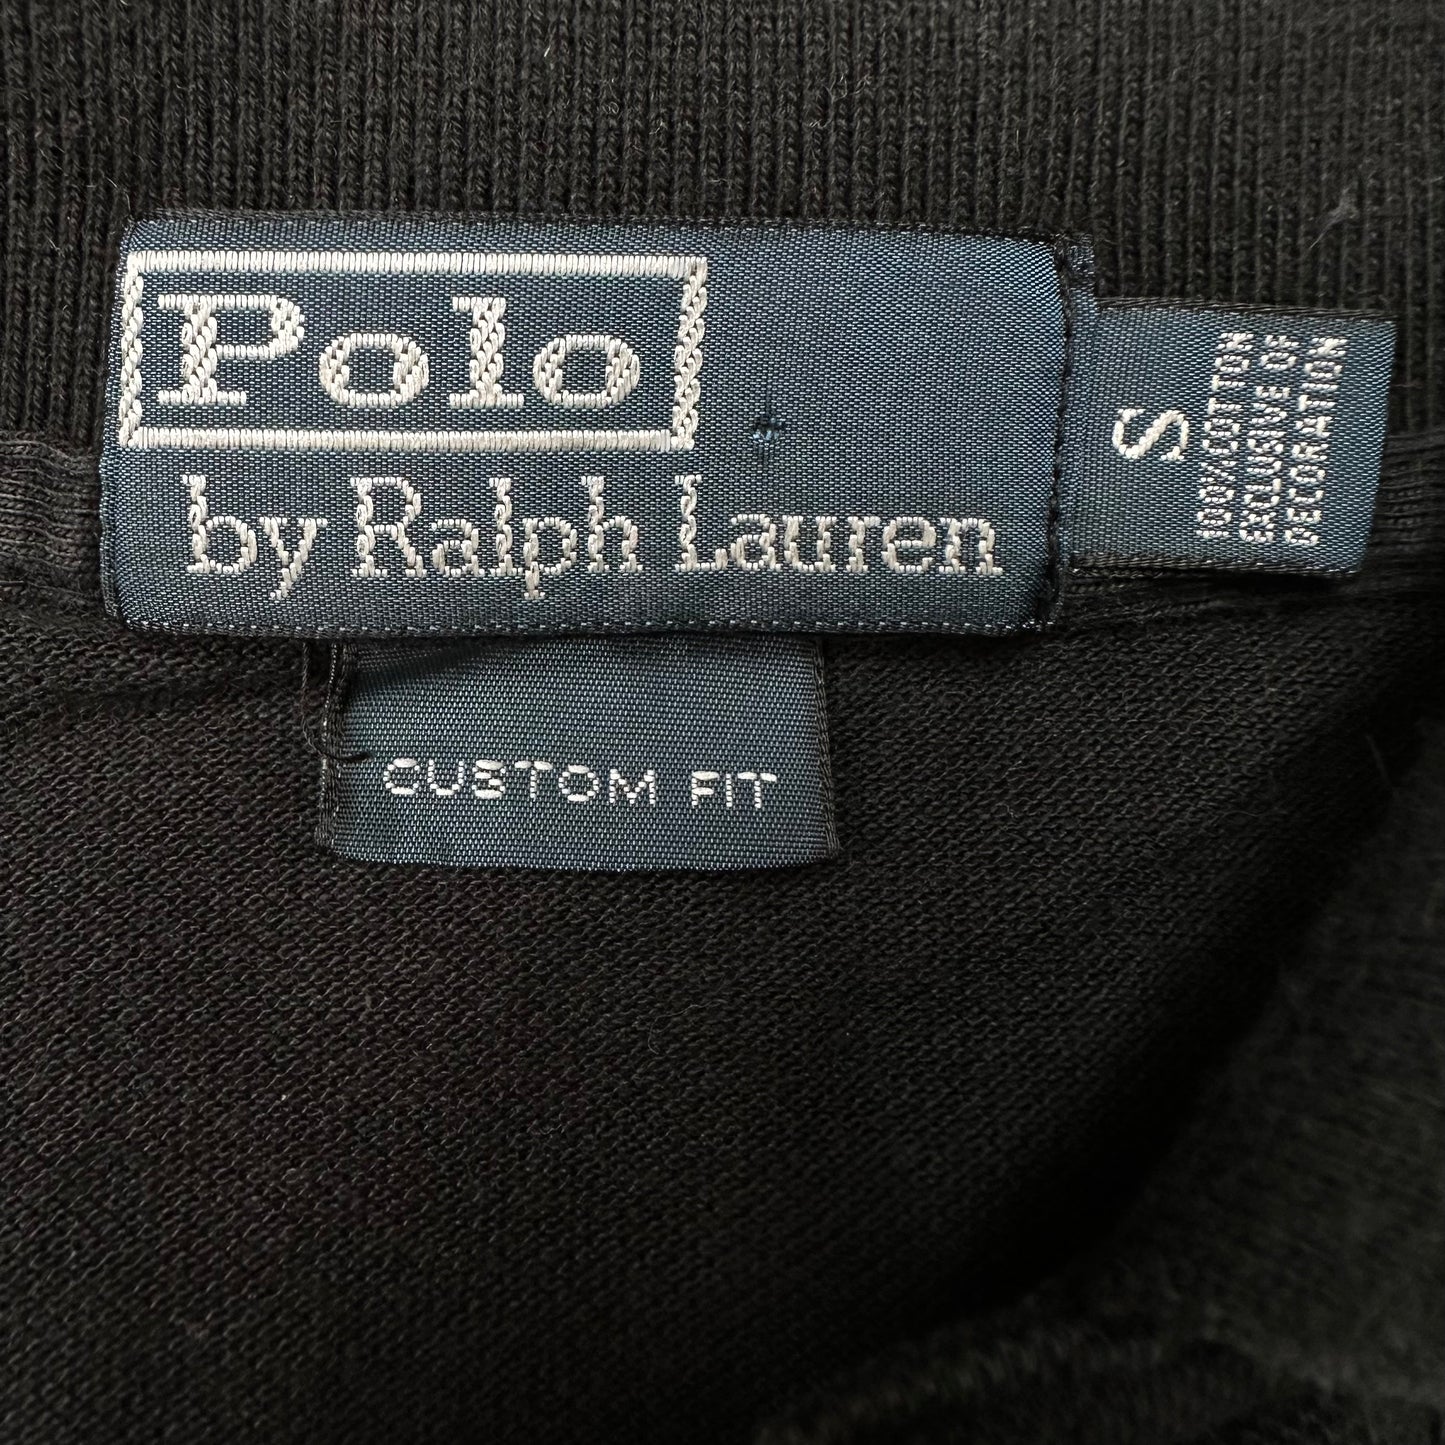 Polo
by Ralph Lauren
S
100% COTTON
EXCLUSIVE OF
DECORATION
CUSTOM FIT